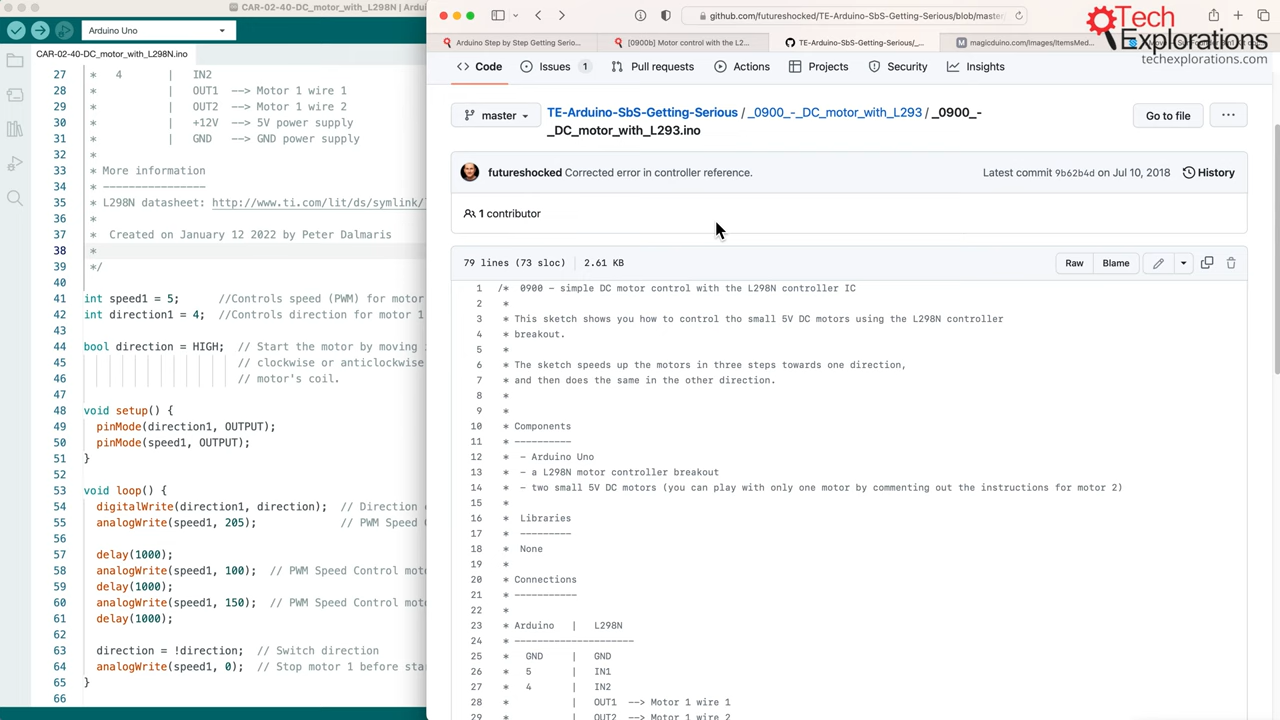 CAR-02-40-DC_motor_with_L298N | Ardui
Arduino Uno
CAR-02-40-DC_motor_with_L298N.ino
27 * 4 | IN2
28 * | OUT1 --> Motor 1 wire 1
29 * | OUT2 --> Motor 1 wire 2
30 * | +12V --> 5V power supply
31 * | GND --> GND power supply
32 *
33 * More information
34 * ----------------
35 * L298N datasheet: http://www.ti.com/lit/ds/symlink/
36 *
37 * Created on January 12 2022 by Peter Dalmaris
38 *
39 */
40
41 int speed1 = 5; //Controls speed (PWM) for motor
42 int direction1 = 4; //Controls direction for motor 1
43
44 bool direction = HIGH; // Start the motor by moving
45 // clockwise or anticlockwise
46 // motor's coil.
47
48 void setup() {
49 pinMode(direction1, OUTPUT);
50 pinMode(speed1, OUTPUT);
51 }
52
53 void loop() {
54 digitalWrite(direction1, direction); // Direction
55 analogWrite(speed1, 205); // PWM Speed
56
57 delay(1000);
58 analogWrite(speed1, 100); // PWM Speed Control
59 delay(1000);
60 analogWrite(speed1, 150); // PWM Speed Control
61 delay(1000);
62
63 direction = !direction; // Switch direction
64 analogWrite(speed1, 0); // Stop motor 1 before
65 }
66
github.com/futureshocked/TE-Arduino-SbS-Getting-Serious/blob/master
Tech
Explorations
techexplorations.com
Arduino Step by Step Getting Serio...
[0900b] Motor control with the L2...
TE-Arduino-SbS-Getting-Serious/_...
magicduino.com/Images/ItemsMed...
Code Issues 1 Pull requests Actions Projects Security Insights
master
TE-Arduino-SbS-Getting-Serious / _0900_-_DC_motor_with_L293 / _0900_-
_DC_motor_with_L293.ino
Go to file
...
futureshocked Corrected error in controller reference.
Latest commit 9b62b4d on Jul 10, 2018 History
1 contributor
79 lines (73 sloc) | 2.61 KB
Raw Blame
1 /* 0900 - simple DC motor control with the L298N controller IC
2 *
3 * This sketch shows you how to control tho small 5V DC motors using the L298N controller
4 * breakout.
5 *
6 * The sketch speeds up the motors in three steps towards one direction,
7 * and then does the same in the other direction.
8 *
9 *
10 * Components
11 * ----------
12 * - Arduino Uno
13 * - a L298N motor controller breakout
14 * - two small 5V DC motors (you can play with only one motor by commenting out the instructions for motor 2)
15 *
16 * Libraries
17 * ---------
18 * None
19 *
20 * Connections
21 * -----------
22 *
23 * Arduino | L298N
24 * ---------------------
25 * GND | GND
26 * 5 | IN1
27 * 4 | IN2
28 * | OUT1 --> Motor 1 wire 1
29 * | OUT2 --> Motor 1 wire 2